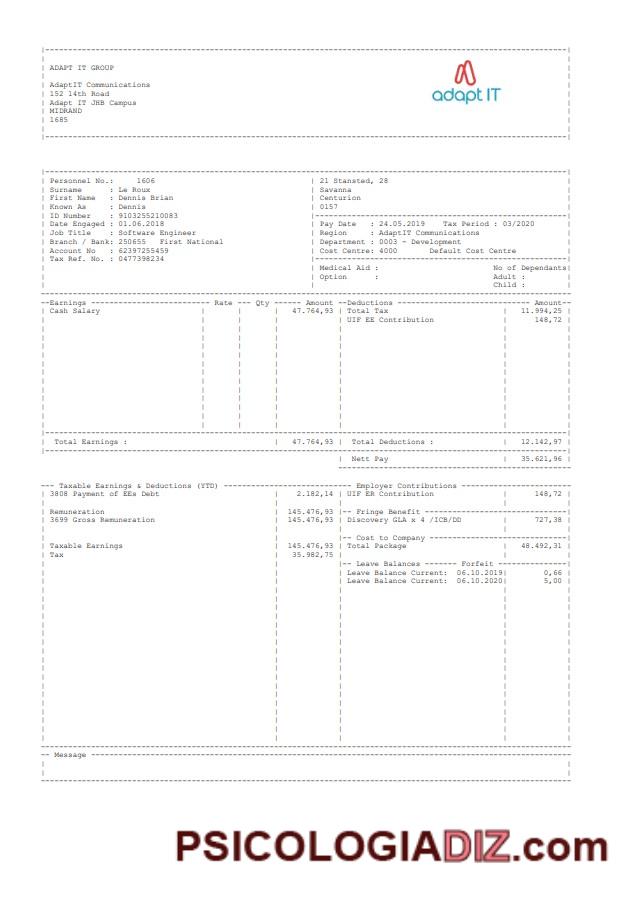 ADAPT IT GROUP
adapt IT
AdaptIT Communications
152 14th Road
Adapt IT JHB Campus
MIDRAND
1685
Personnel No.: 1606
Surname : Le Roux
First Name : Dennis Brian
Known As : Dennis
ID Number : 9103255210083
Date Engaged : 01.06.2018
Job Title : Software Engineer
Branch / Bank: 250655 First National
Account No : 62397255459
Tax Ref. No. : 0477398234
21 Stansted, 28
Savanna
Centurion
0157
Pay Date : 24.05.2019 Tax Period : 03/2020
Region : AdaptIT Communications
Department : 0003 - Development
Cost Centre: 4000 Default Cost Centre
Medical Aid : No of Dependants
Option : Adult :
Child :
Earnings Rate Qty Amount
Cash Salary 47.764,93
Total Earnings : 47.764,93
Deductions Amount
Total Tax 11.994,25
UIF EE Contribution 148,72
Total Deductions : 12.142,97
Nett Pay 35.621,96
Taxable Earnings & Deductions (YTD)
3808 Payment of EEs Debt 2.182,14
Remuneration 145.476,93
3699 Gross Remuneration 145.476,93
Taxable Earnings 145.476,93
Tax 35.982,75
Employer Contributions
UIF ER Contribution 148,72
Fringe Benefit
Discovery GLA x 4 /ICB/DD 727,38
Cost to Company
Total Package 48.492,31
Leave Balances Forfeit
Leave Balance Current: 06.10.2019 0,66
Leave Balance Current: 06.10.2020 5,00
Message
PSICOLOGIADIZ.com